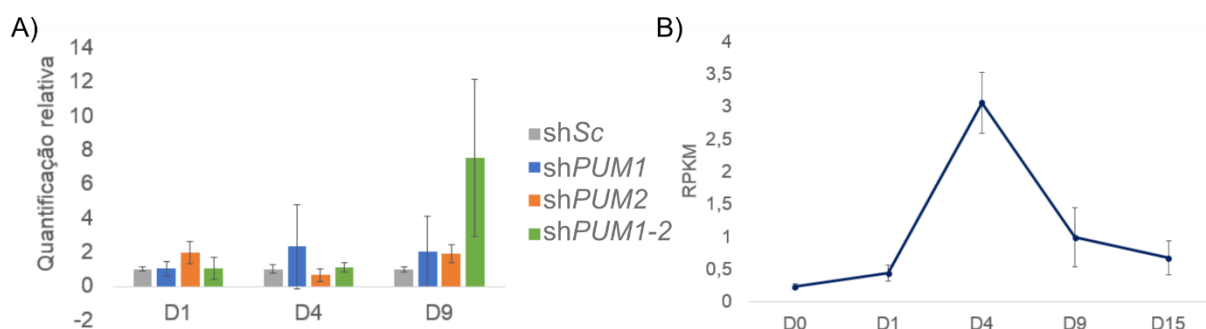 A)
Quantificação relativa
14
12
10
8
6
4
2
0
-2
D1 D4 D9
shSc
shPUM1
shPUM2
shPUM1-2
B)
RPKM
4
3,5
3
2,5
2
1,5
1
0,5
0
D0 D1 D4 D9 D15